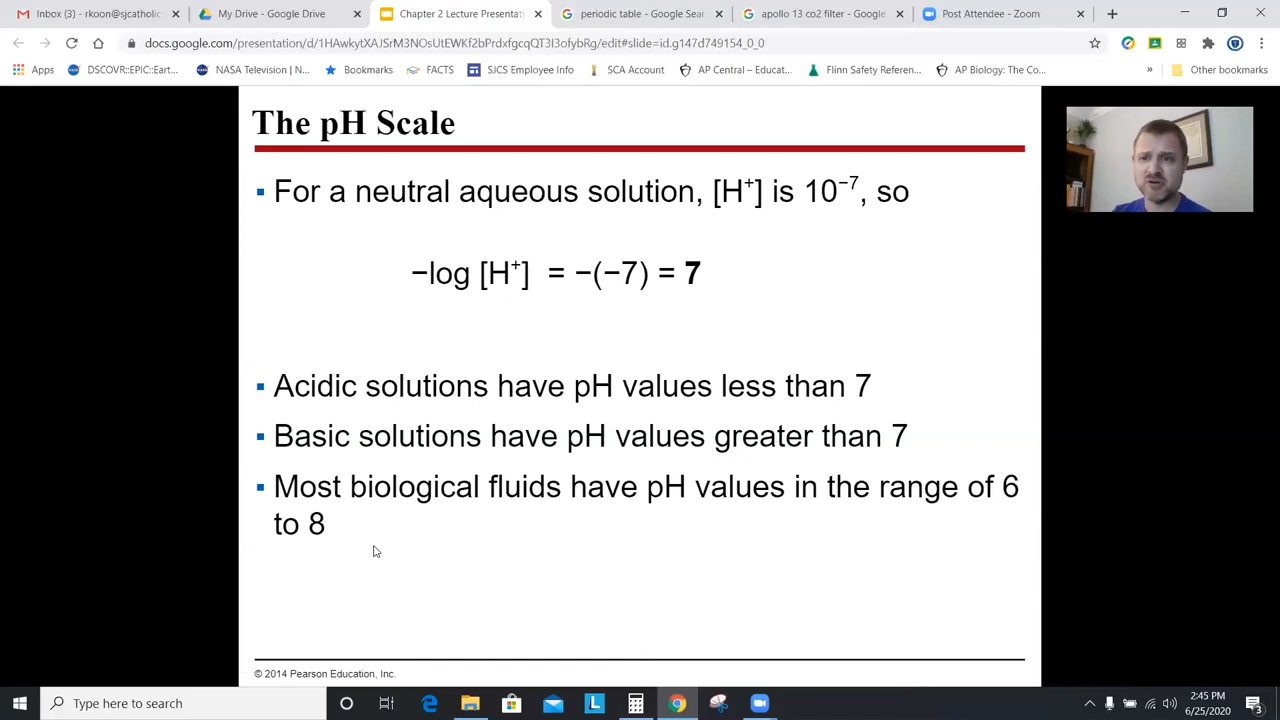 Inbox (3) - rkoon@sjcatholic
My Drive - Google Drive
Chapter 2 Lecture Presentati
periodic table - Google Sear
apollo 13 co2 filter - Google
Post Attendee - Zoom
docs.google.com/presentation/d/1HAwkytXAJSrM3NOcUtEWKf2bPrdxfgcqQT3I3ofybRg/edit#slide=id.g147d749154_0_0
Apps
DSCOVR::EPIC::Eart...
NASA Television | N...
Bookmarks
FACTS
SJCS Employee Info
SCA Account
AP Central – Educat...
Flinn Safety Referen...
AP Biology: The Co...
»
Other bookmarks
The pH Scale
▪ For a neutral aqueous solution, [H⁺] is 10⁻⁷, so
−log [H⁺] = −(−7) = 7
▪ Acidic solutions have pH values less than 7
▪ Basic solutions have pH values greater than 7
▪ Most biological fluids have pH values in the range of 6
to 8
© 2014 Pearson Education, Inc.
Type here to search
L
2:45 PM
6/25/2020
3